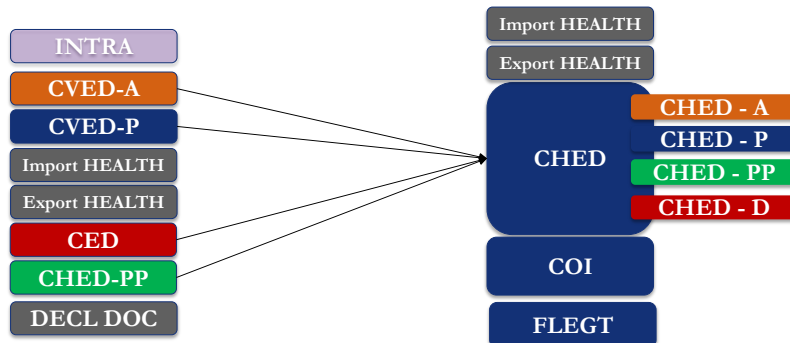 INTRA
CVED-A
CVED-P
Import HEALTH
Export HEALTH
CED
CHED-PP
DECL DOC
Import HEALTH
Export HEALTH
CHED
CHED - A
CHED - P
CHED - PP
CHED - D
COI
FLEGT